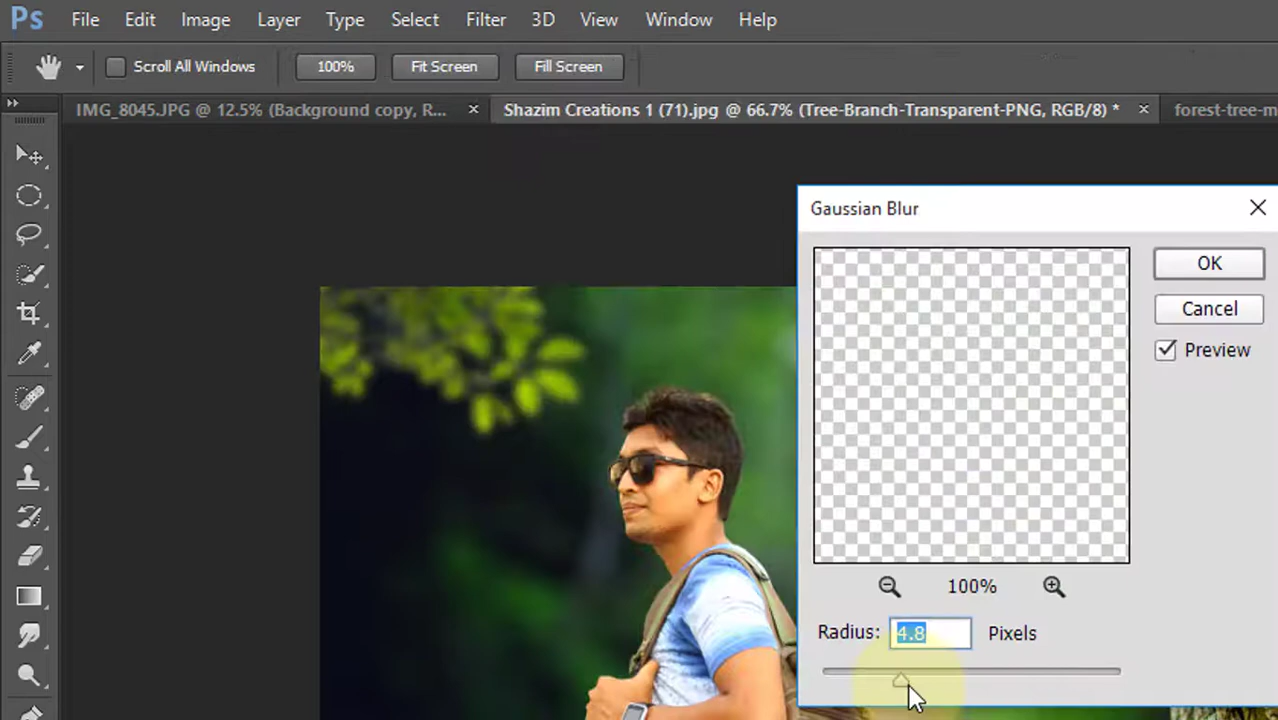 Ps File Edit Image Layer Type Select Filter 3D View Window Help
Scroll All Windows 100% Fit Screen Fill Screen
IMG_8045.JPG @ 12.5% (Background copy, R... × Shazim Creations 1 (71).jpg @ 66.7% (Tree-Branch-Transparent-PNG, RGB/8) * × forest-tree-m
Gaussian Blur
OK
Cancel
Preview
100%
Radius: 4.8 Pixels